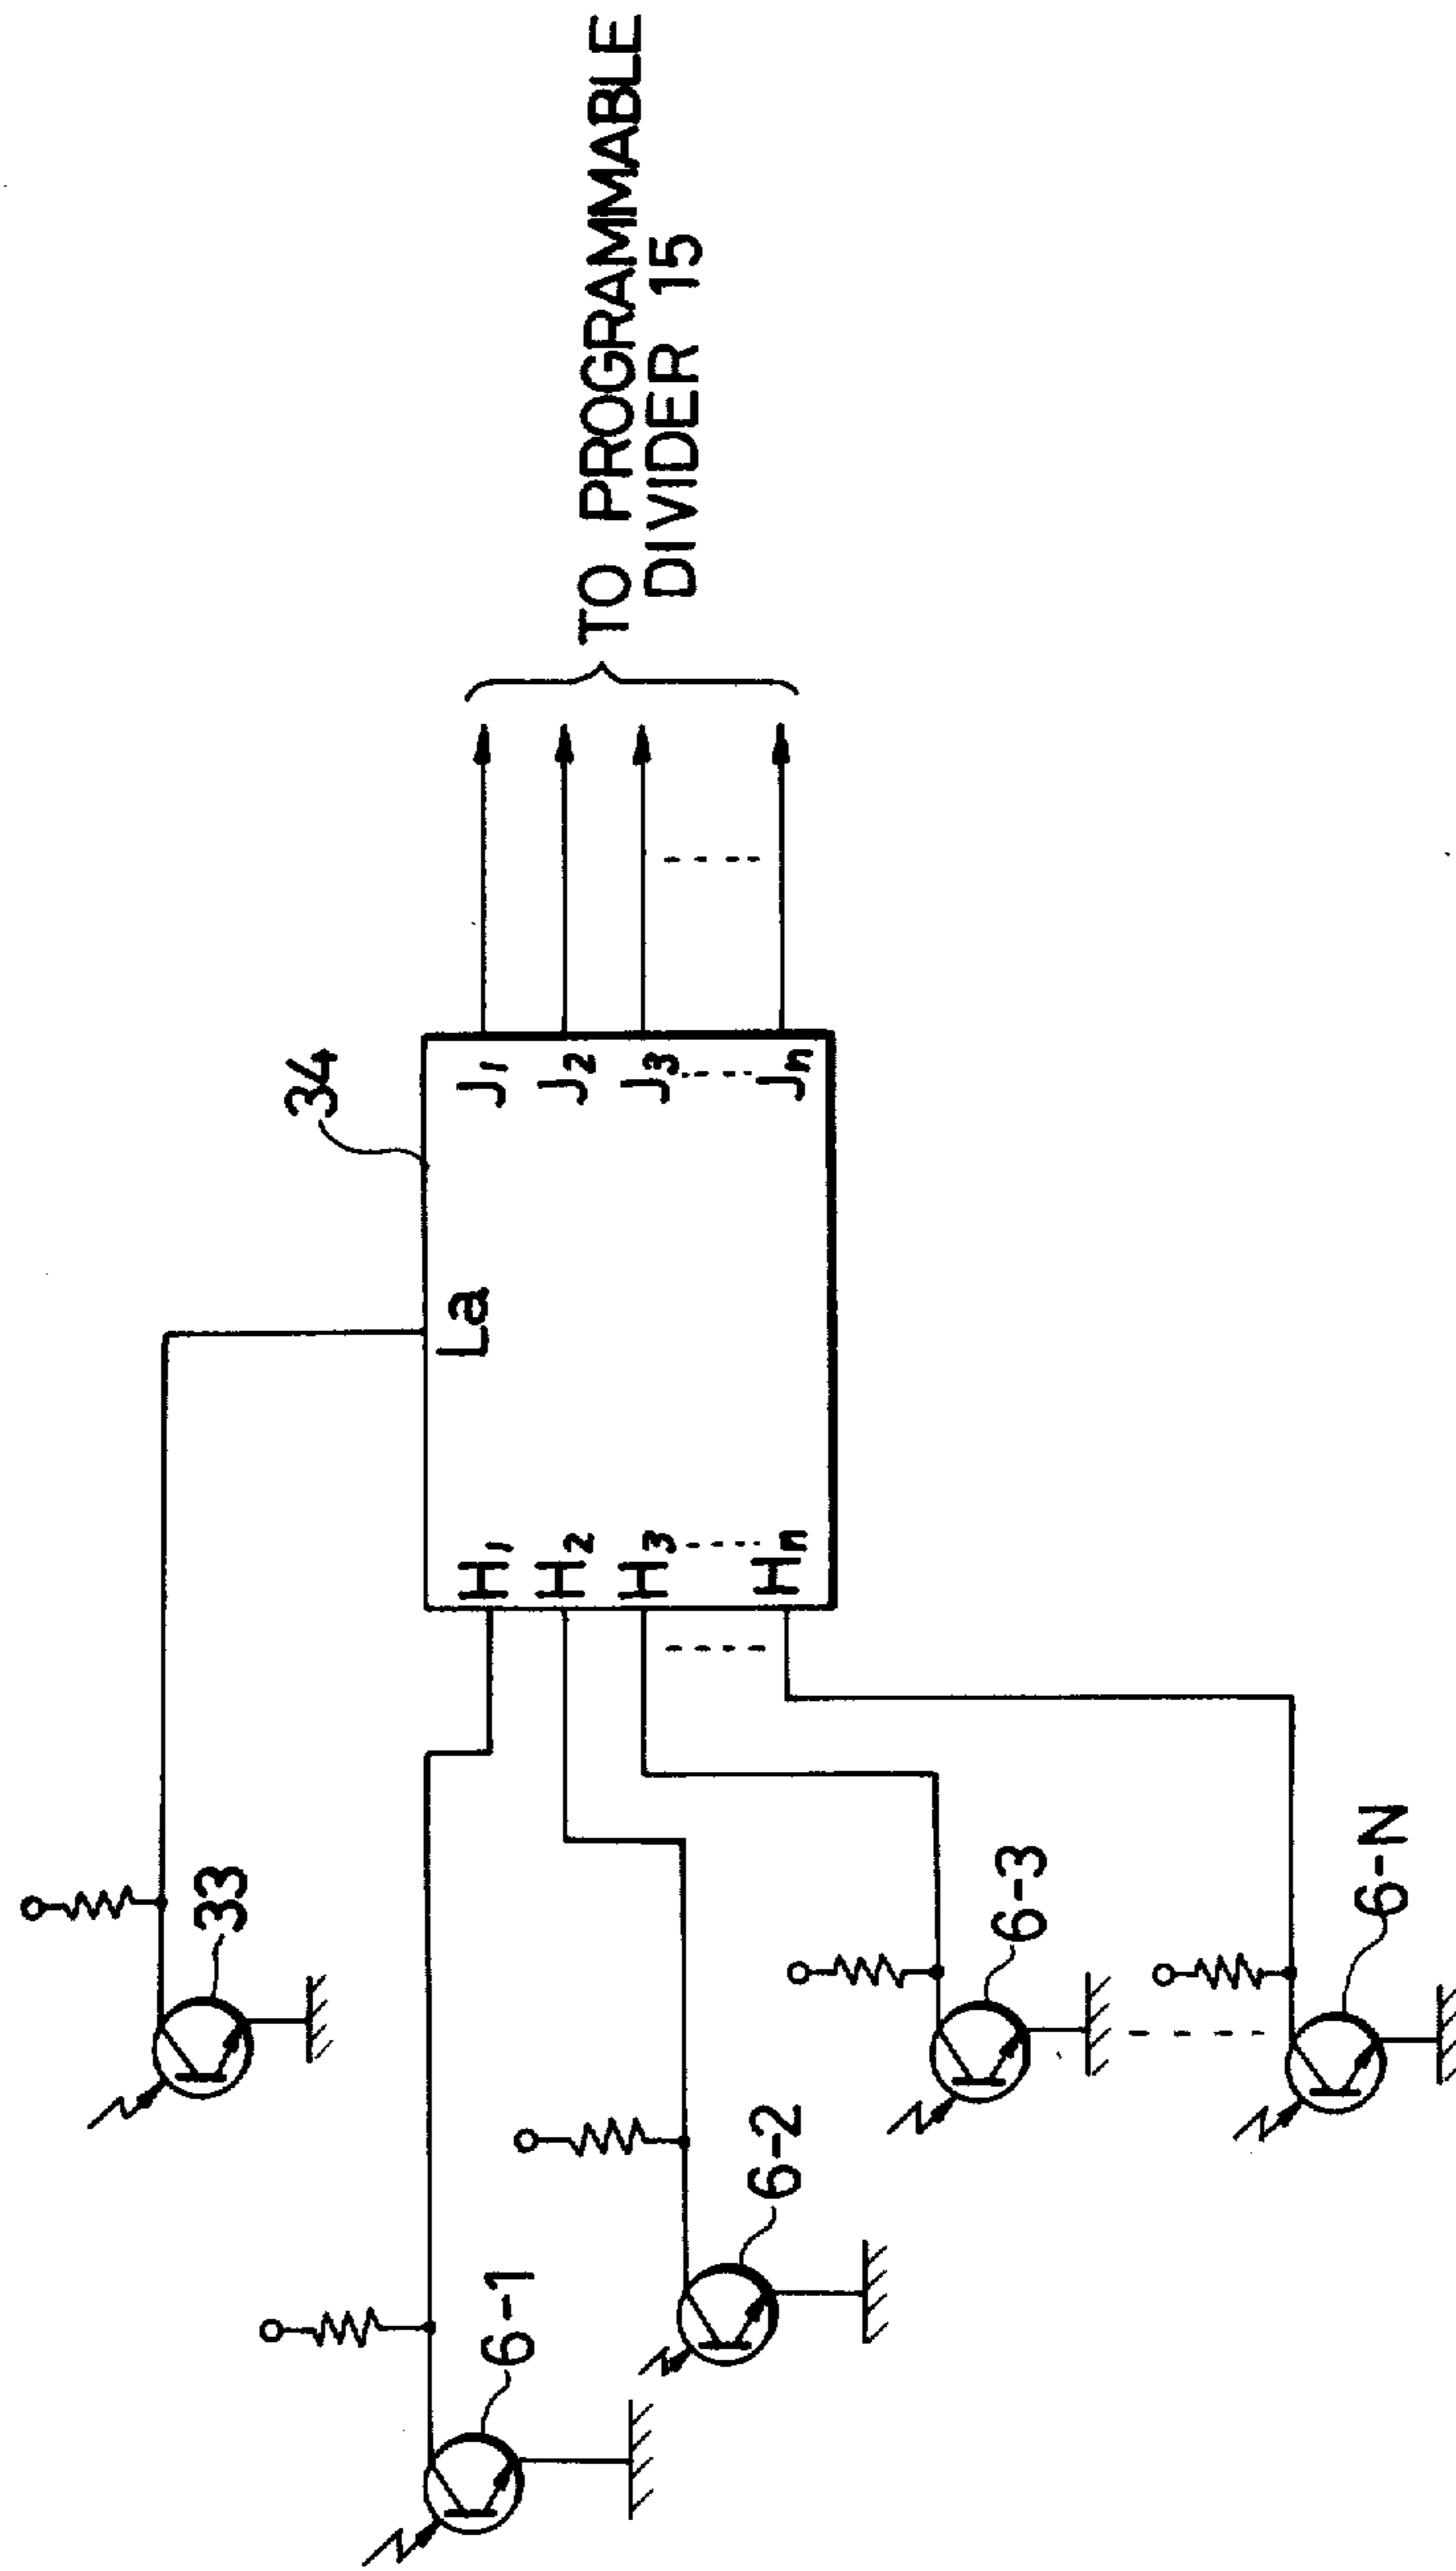 33
34
La
6-1
H1
J1
6-2
H2
J2
6-3
H3
J3
6-N
Hn
Jn
TO PROGRAMMABLE
DIVIDER 15